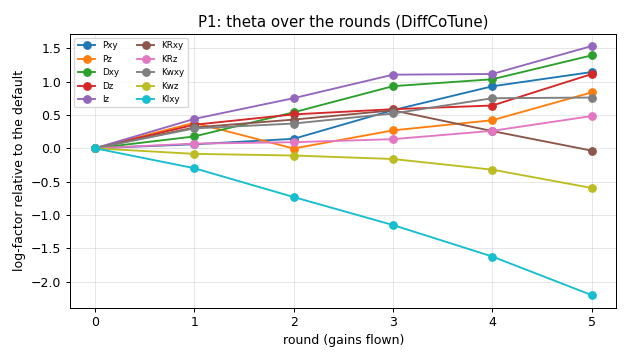 P1: theta over the rounds (DiffCoTune)
log-factor relative to the default
1.5
1.0
0.5
0.0
−0.5
−1.0
−1.5
−2.0
Pxy
Pz
Dxy
Dz
Iz
KRxy
KRz
Kwxy
Kwz
KIxy
0 1 2 3 4 5
round (gains flown)